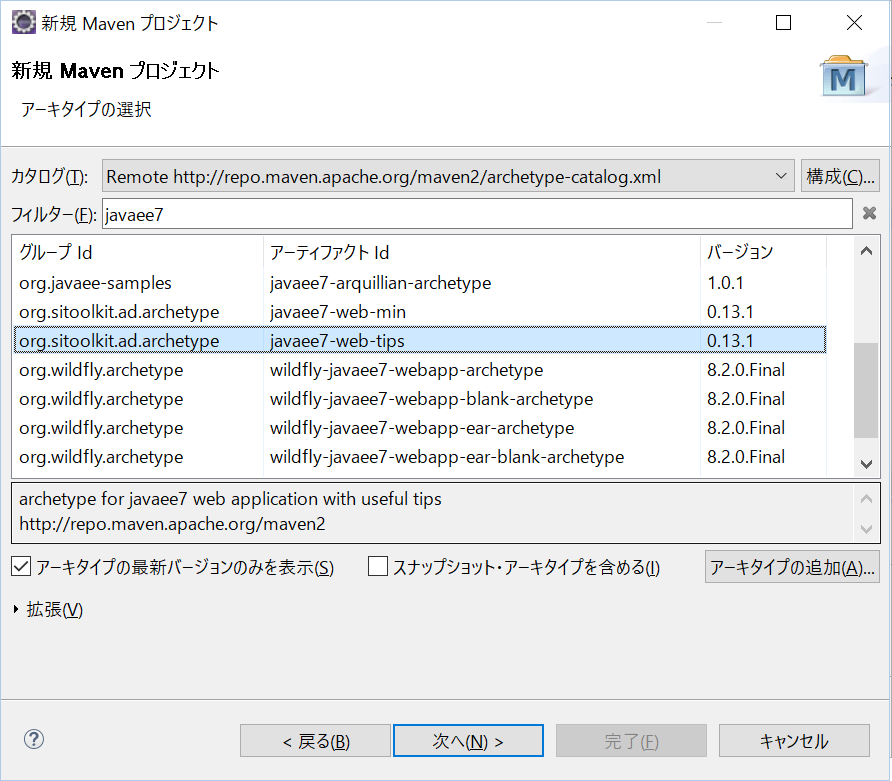 新規 Maven プロジェクト
新規 Maven プロジェクト
アーキタイプの選択
M
カタログ(T): Remote http://repo.maven.apache.org/maven2/archetype-catalog.xml 構成(C)...
フィルター(F): javaee7
グループ Id アーティファクト Id バージョン
org.javaee-samples javaee7-arquillian-archetype 1.0.1
org.sitoolkit.ad.archetype javaee7-web-min 0.13.1
org.sitoolkit.ad.archetype javaee7-web-tips 0.13.1
org.wildfly.archetype wildfly-javaee7-webapp-archetype 8.2.0.Final
org.wildfly.archetype wildfly-javaee7-webapp-blank-archetype 8.2.0.Final
org.wildfly.archetype wildfly-javaee7-webapp-ear-archetype 8.2.0.Final
org.wildfly.archetype wildfly-javaee7-webapp-ear-blank-archetype 8.2.0.Final
archetype for javaee7 web application with useful tips
http://repo.maven.apache.org/maven2
アーキタイプの最新バージョンのみを表示(S) スナップショット・アーキタイプを含める(I) アーキタイプの追加(A)...
拡張(V)
? < 戻る(B) 次へ(N) > 完了(F) キャンセル